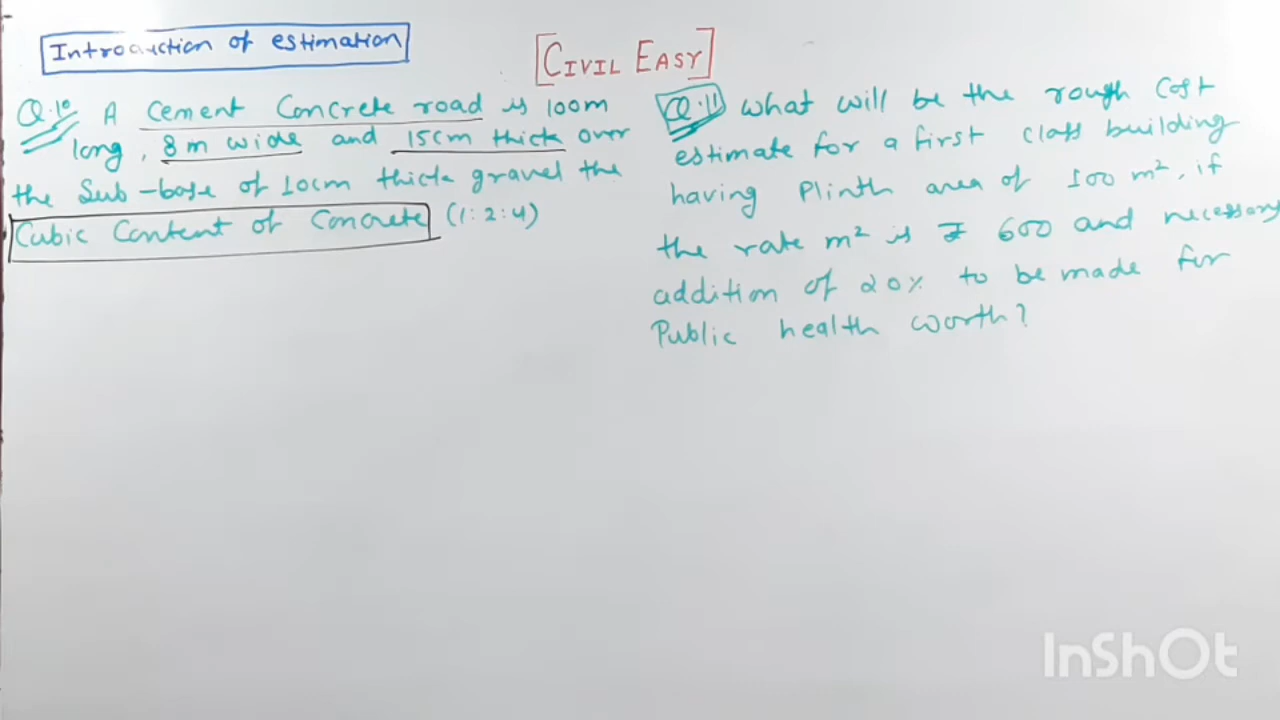 Introduction of estimation
[CIVIL EASY]
Q.10 A cement Concrete road is 100m
long, 8m wide and 15cm thick over
the Sub-base of 10cm thick gravel the
Cubic Content of Concrete (1:2:4)
Q.11 What will be the rough Cost
estimate for a first class building
having Plinth area of 100 m², if
the rate m² is ₹ 600 and necessary
addition of 20% to be made for
Public health worth?
InShOt